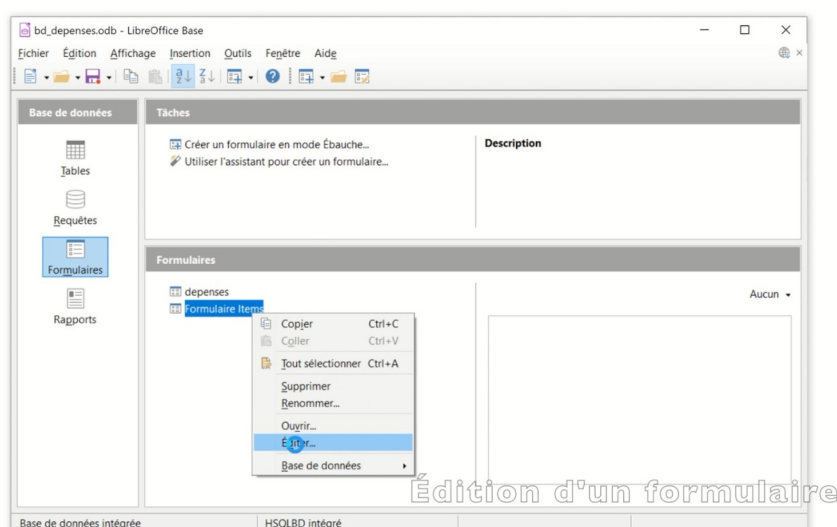 bd_depenses.odb - LibreOffice Base
Fichier Édition Affichage Insertion Outils Fenêtre Aide
Base de données
Tâches
Tables
Requêtes
Formulaires
Rapports
Créer un formulaire en mode Ébauche...
Utiliser l'assistant pour créer un formulaire...
Description
Formulaires
depenses
Formulaire Items
Aucun
Copier Ctrl+C
Coller Ctrl+V
Tout sélectionner Ctrl+A
Supprimer
Renommer...
Ouvrir...
Éditer...
Base de données
Édition d'un formulaire
Base de données intégrée
HSQLBD intégré